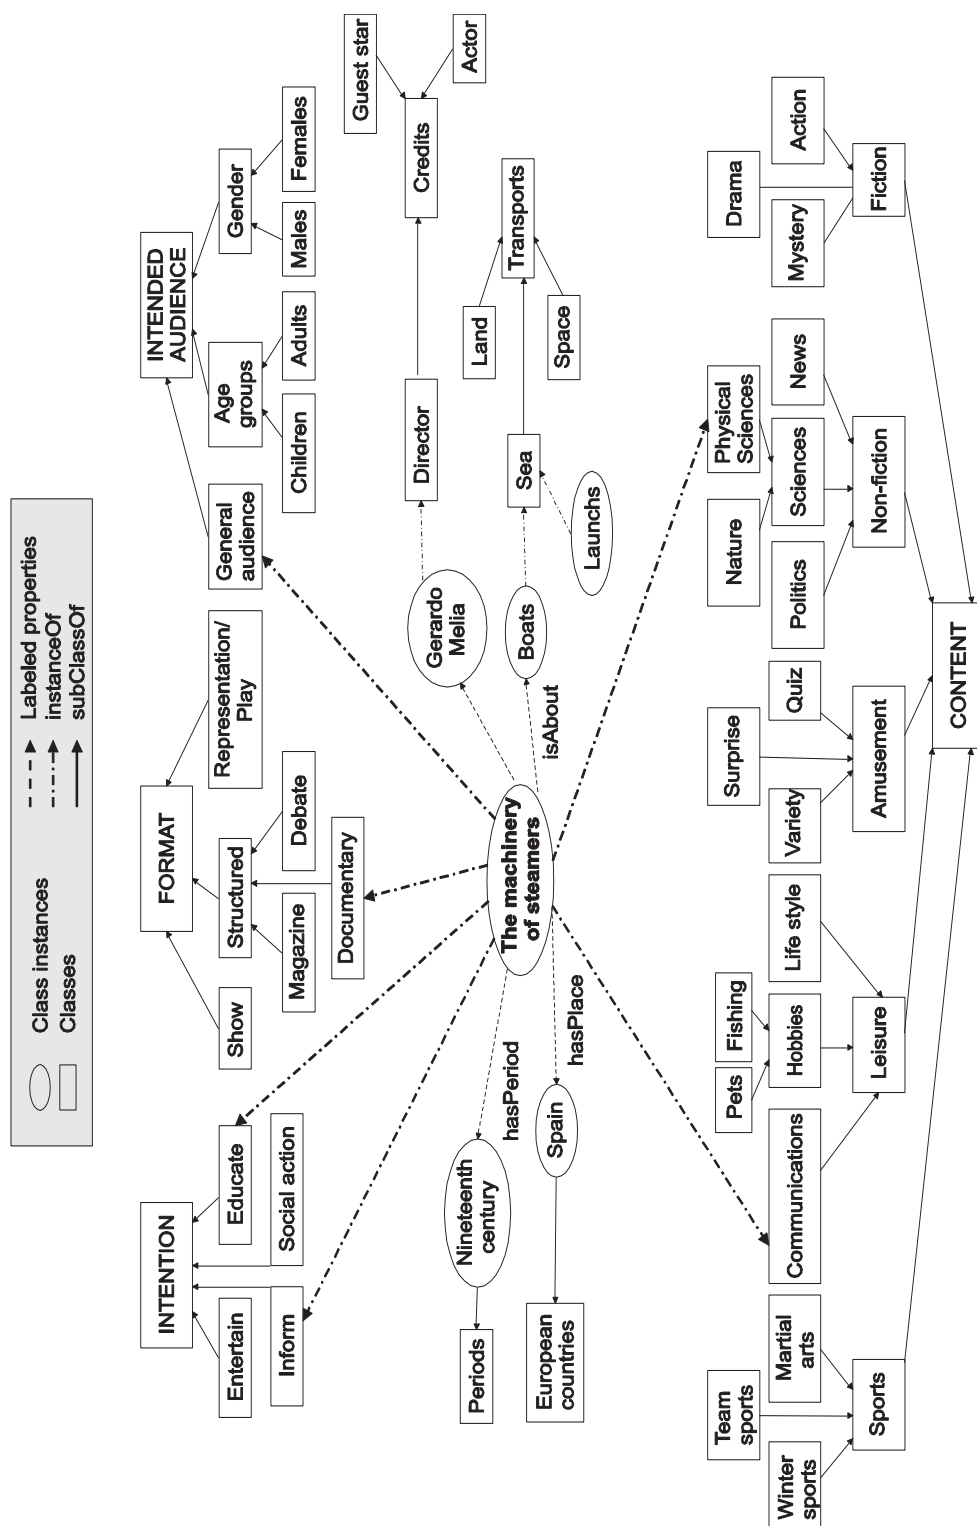 Class instances
Classes
Labeled properties
instanceOf
subClassOf
INTENTION
FORMAT
INTENDED
AUDIENCE
Entertain
Educate
Show
Structured
Representation/
Play
General
audience
Age
groups
Gender
Inform
Social action
Magazine
Debate
Children
Adults
Males
Females
Documentary
Guest star
Periods
Nineteenth
century
hasPeriod
Gerardo
Melia
Director
Credits
Actor
Land
European
countries
Spain
hasPlace
The machinery
of steamers
isAbout
Boats
Sea
Transports
Launchs
Space
Team
sports
Pets
Fishing
Surprise
Nature
Physical
Sciences
Drama
Winter
sports
Martial
arts
Communications
Hobbies
Life style
Variety
Quiz
Politics
Sciences
News
Mystery
Action
Sports
Leisure
Amusement
Non-fiction
Fiction
CONTENT